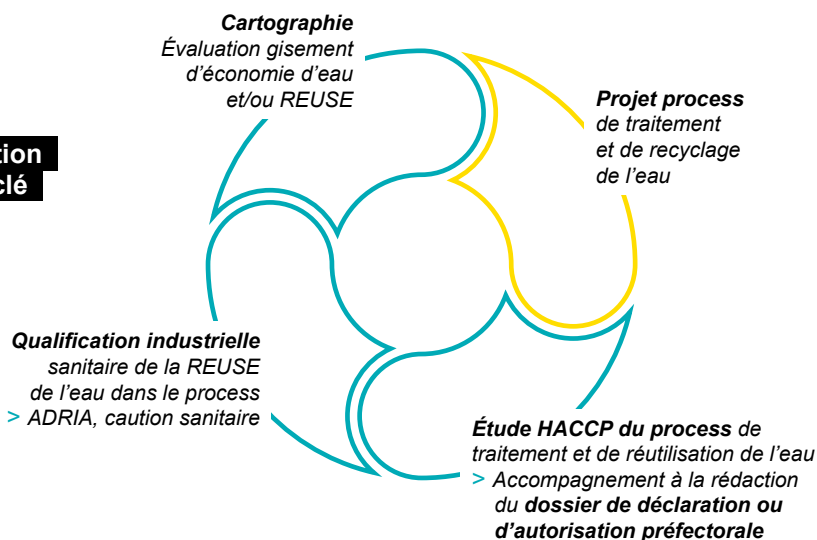 Cartographie
Évaluation gisement
d'économie d'eau
et/ou REUSE
Projet process
de traitement
et de recyclage
de l'eau
Qualification industrielle
sanitaire de la REUSE
de l'eau dans le process
> ADRIA, caution sanitaire
Étude HACCP du process de
traitement et de réutilisation de l'eau
> Accompagnement à la rédaction
du dossier de déclaration ou
d'autorisation préfectorale